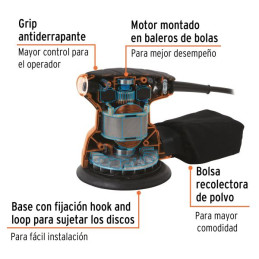 Grip
antiderrapante
Mayor control para
el operador
Motor montado
en baleros de bolas
Para mejor desempeño
Bolsa
recolectora
de polvo
Para mayor
comodidad
Base con fijación hook and
loop para sujetar los discos
Para fácil instalación